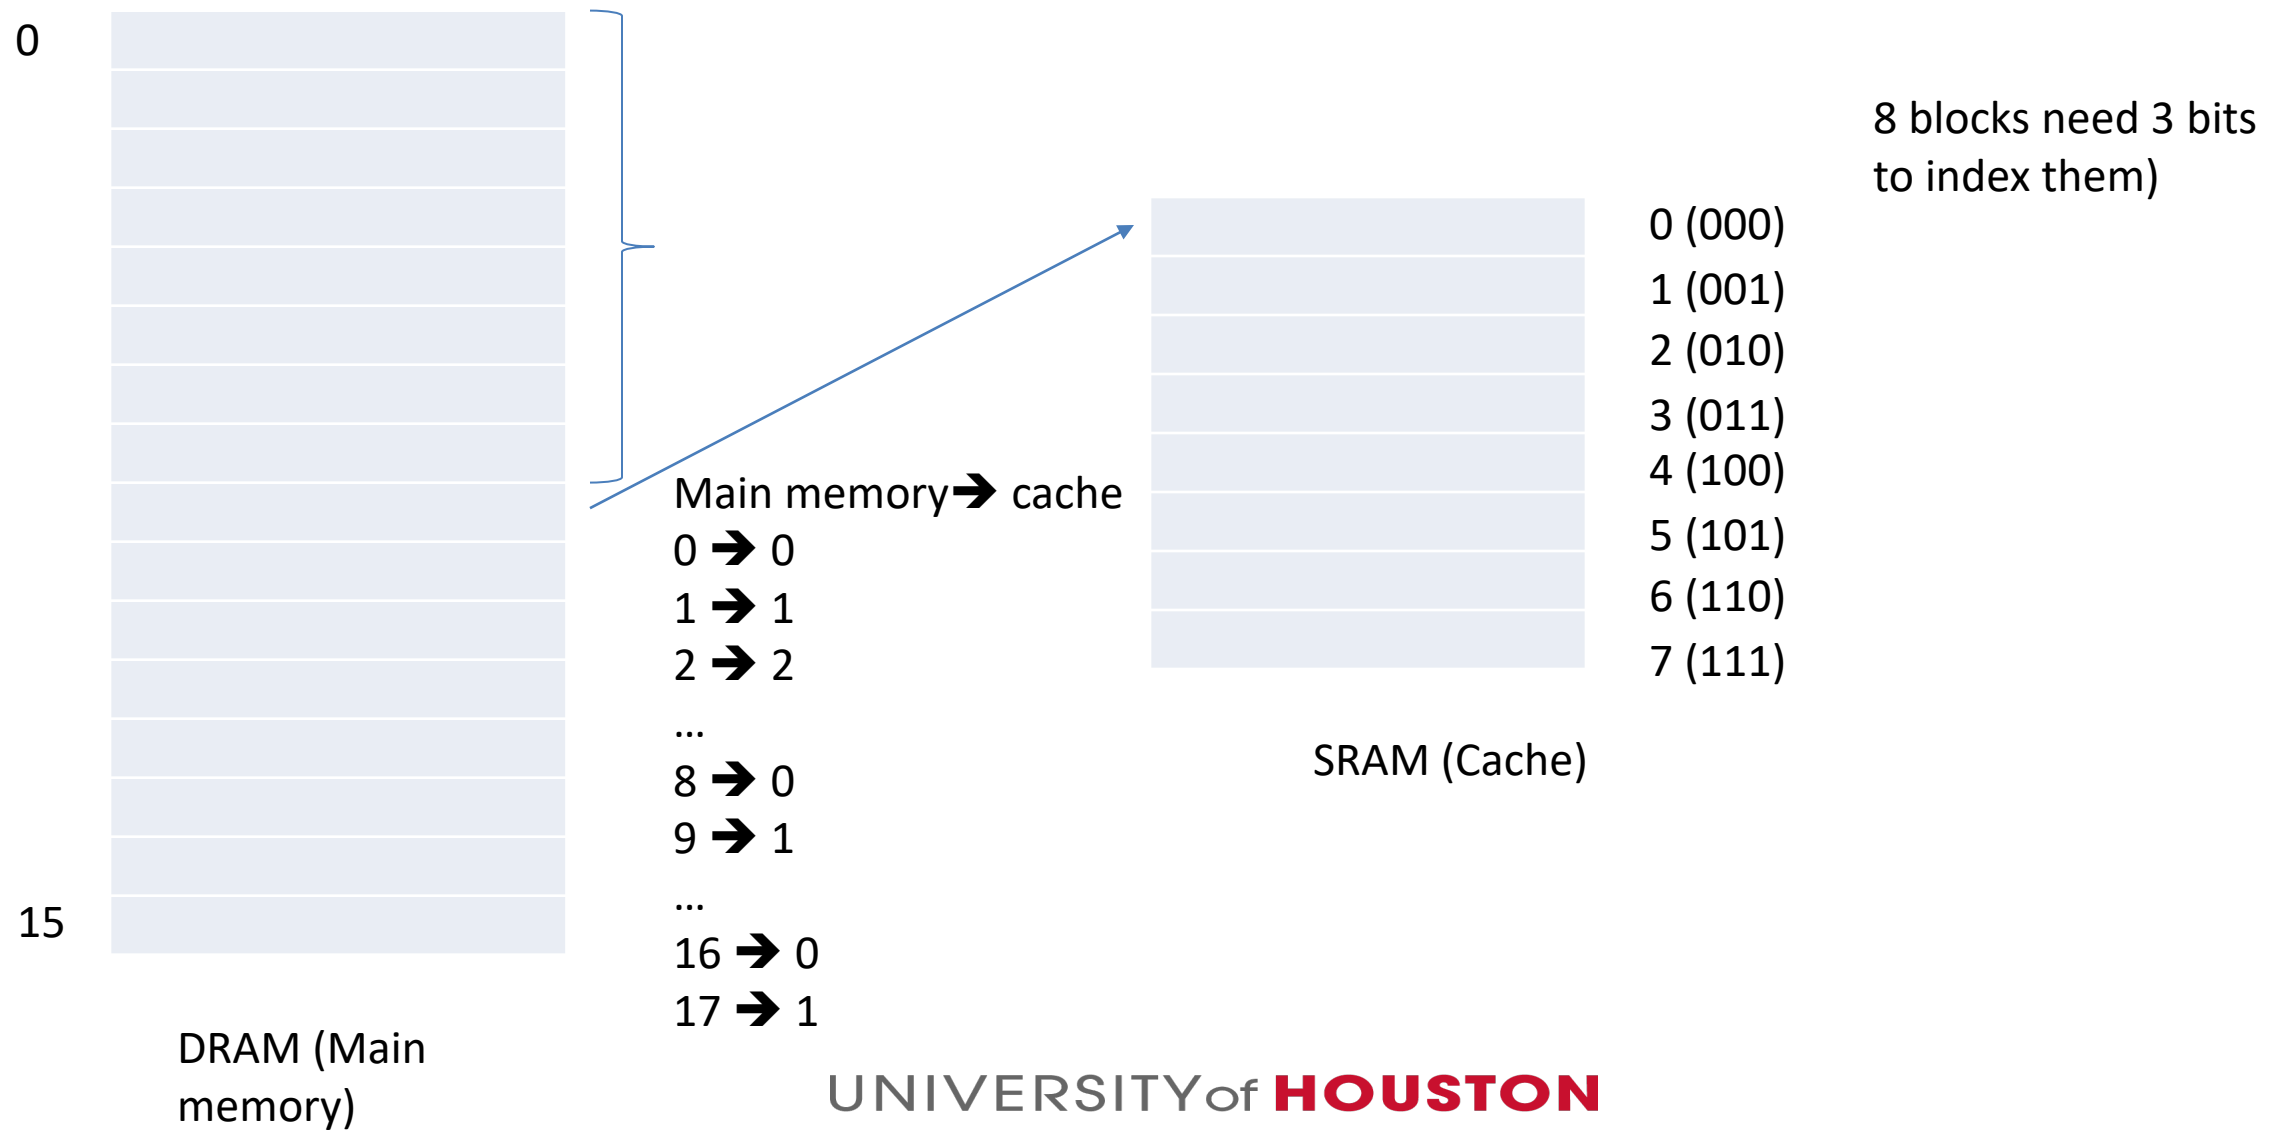 0
15
DRAM (Main
memory)
Main memory➔ cache
0 ➔ 0
1 ➔ 1
2 ➔ 2
…
8 ➔ 0
9 ➔ 1
…
16 ➔ 0
17 ➔ 1
8 blocks need 3 bits
to index them)
0 (000)
1 (001)
2 (010)
3 (011)
4 (100)
5 (101)
6 (110)
7 (111)
SRAM (Cache)
UNIVERSITY of HOUSTON